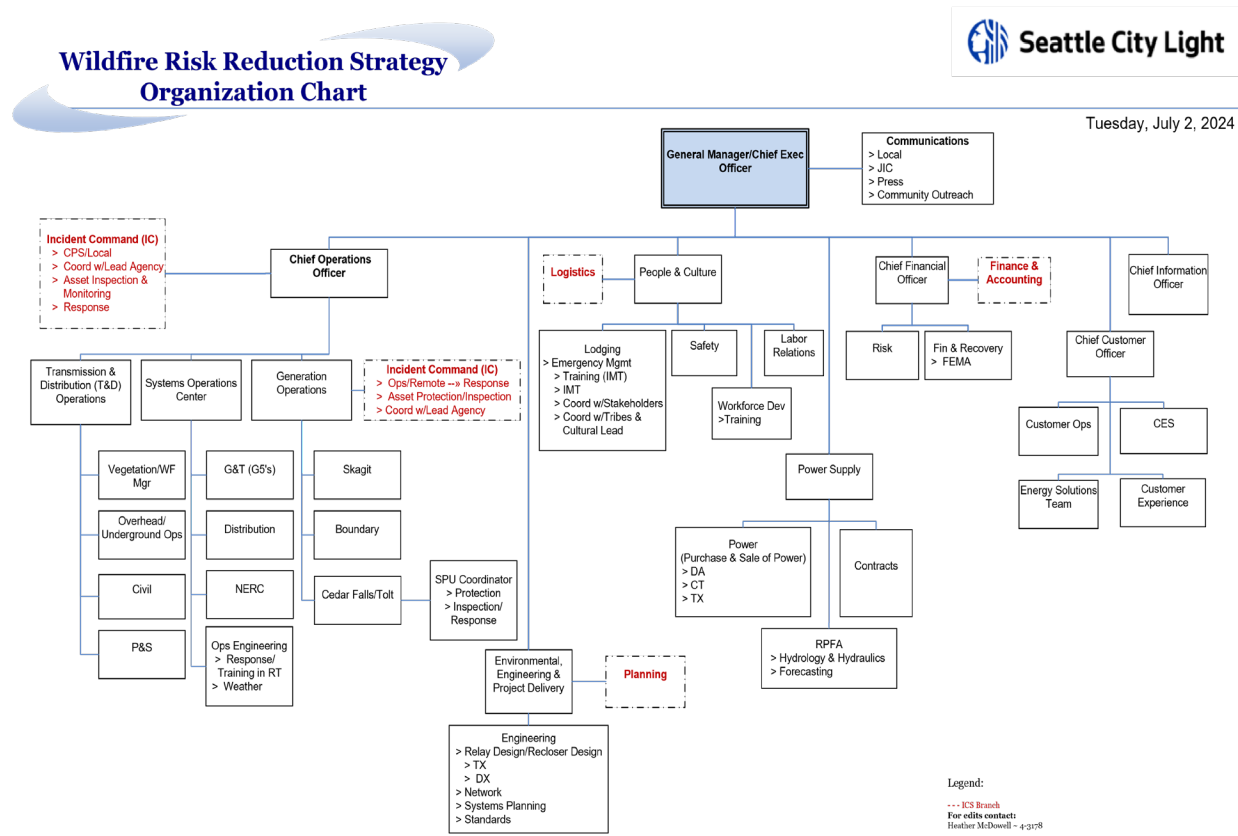 Wildfire Risk Reduction Strategy
Organization Chart
Seattle City Light
Tuesday, July 2, 2024
General Manager/Chief Exec
Officer
Communications
> Local
> JIC
> Press
> Community Outreach
Incident Command (IC)
> CPS/Local
> Coord w/Lead Agency
> Asset Inspection &
Monitoring
> Response
Chief Operations
Officer
Logistics
People & Culture
Chief Financial
Officer
Finance &
Accounting
Chief Information
Officer
Transmission &
Distribution (T&D)
Operations
Systems Operations
Center
Generation
Operations
Incident Command (IC)
> Ops/Remote --» Response
> Asset Protection/Inspection
> Coord w/Lead Agency
Lodging
> Emergency Mgmt
> Training (IMT)
> IMT
> Coord w/Stakeholders
> Coord w/Tribes &
Cultural Lead
Safety
Labor
Relations
Workforce Dev
>Training
Risk
Fin & Recovery
> FEMA
Chief Customer
Officer
Customer Ops
CES
Energy Solutions
Team
Customer
Experience
Vegetation/WF
Mgr
Overhead/
Underground Ops
Civil
P&S
G&T (G5's)
Distribution
NERC
Ops Engineering
> Response/
Training in RT
> Weather
Skagit
Boundary
Cedar Falls/Tolt
SPU Coordinator
> Protection
> Inspection/
Response
Power Supply
Power
(Purchase & Sale of Power)
> DA
> CT
> TX
Contracts
RPFA
> Hydrology & Hydraulics
> Forecasting
Environmental,
Engineering &
Project Delivery
Planning
Engineering
> Relay Design/Recloser Design
> TX
> DX
> Network
> Systems Planning
> Standards
Legend:
- - - ICS Branch
For edits contact:
Heather McDowell ~ 4-3178